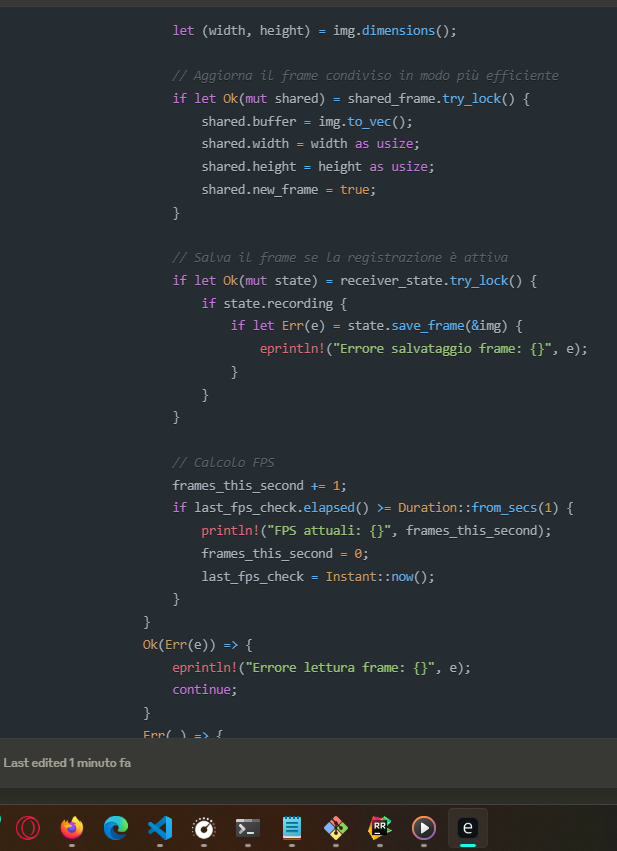 let (width, height) = img.dimensions();
// Aggiorna il frame condiviso in modo più efficiente
if let Ok(mut shared) = shared_frame.try_lock() {
shared.buffer = img.to_vec();
shared.width = width as usize;
shared.height = height as usize;
shared.new_frame = true;
}
// Salva il frame se la registrazione è attiva
if let Ok(mut state) = receiver_state.try_lock() {
if state.recording {
if let Err(e) = state.save_frame(&img) {
eprintln!("Errore salvataggio frame: {}", e);
}
}
}
// Calcolo FPS
frames_this_second += 1;
if last_fps_check.elapsed() >= Duration::from_secs(1) {
println!("FPS attuali: {}", frames_this_second);
frames_this_second = 0;
last_fps_check = Instant::now();
}
}
Ok(Err(e)) => {
eprintln!("Errore lettura frame: {}", e);
continue;
}
Err(_) => {
Last edited 1 minuto fa
RR
e